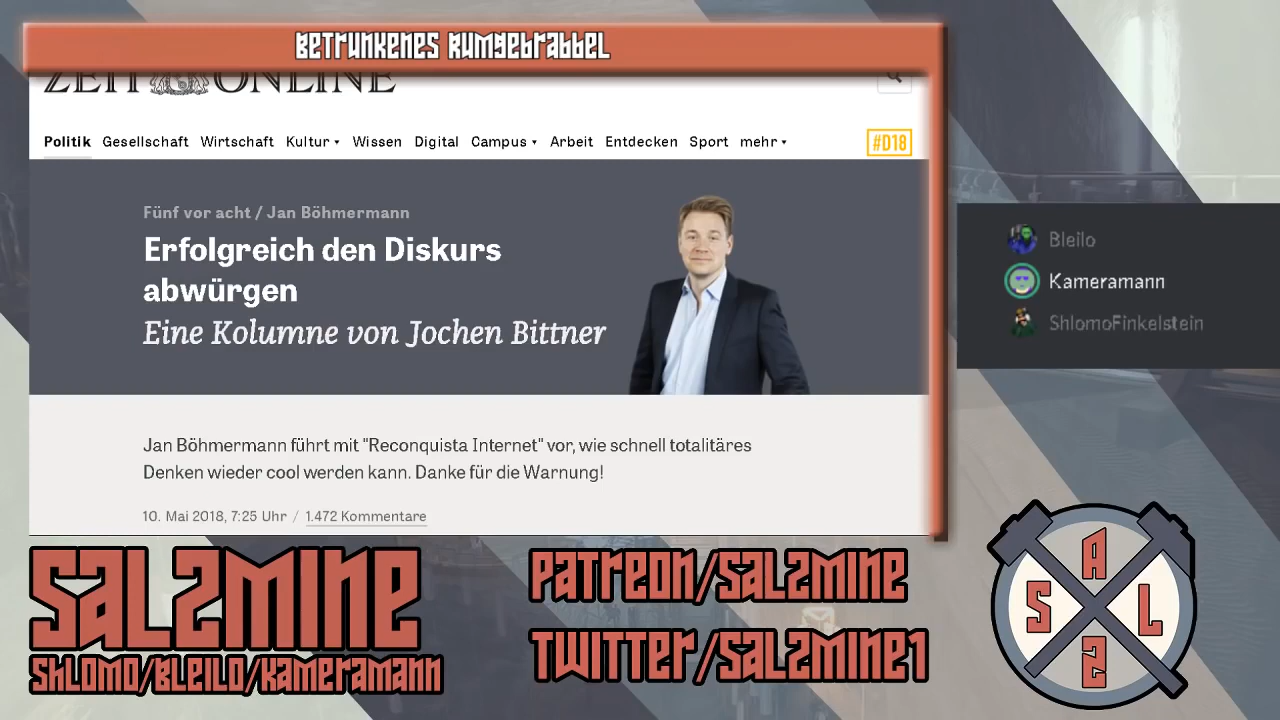 Betrunkenes Rumgebrabbel
ZEIT ONLINE
Politik Gesellschaft Wirtschaft Kultur Wissen Digital Campus Arbeit Entdecken Sport mehr #D18
Fünf vor acht / Jan Böhmermann
Erfolgreich den Diskurs
abwürgen
Eine Kolumne von Jochen Bittner
Jan Böhmermann führt mit "Reconquista Internet" vor, wie schnell totalitäres
Denken wieder cool werden kann. Danke für die Warnung!
10. Mai 2018, 7:25 Uhr / 1.472 Kommentare
Bleilo
Kameramann
ShlomoFinkelstein
Salzmine
Shlomo/Bleilo/Kameramann
Patreon/Salzmine
Twitter/Salzmine1
A
S L
Z